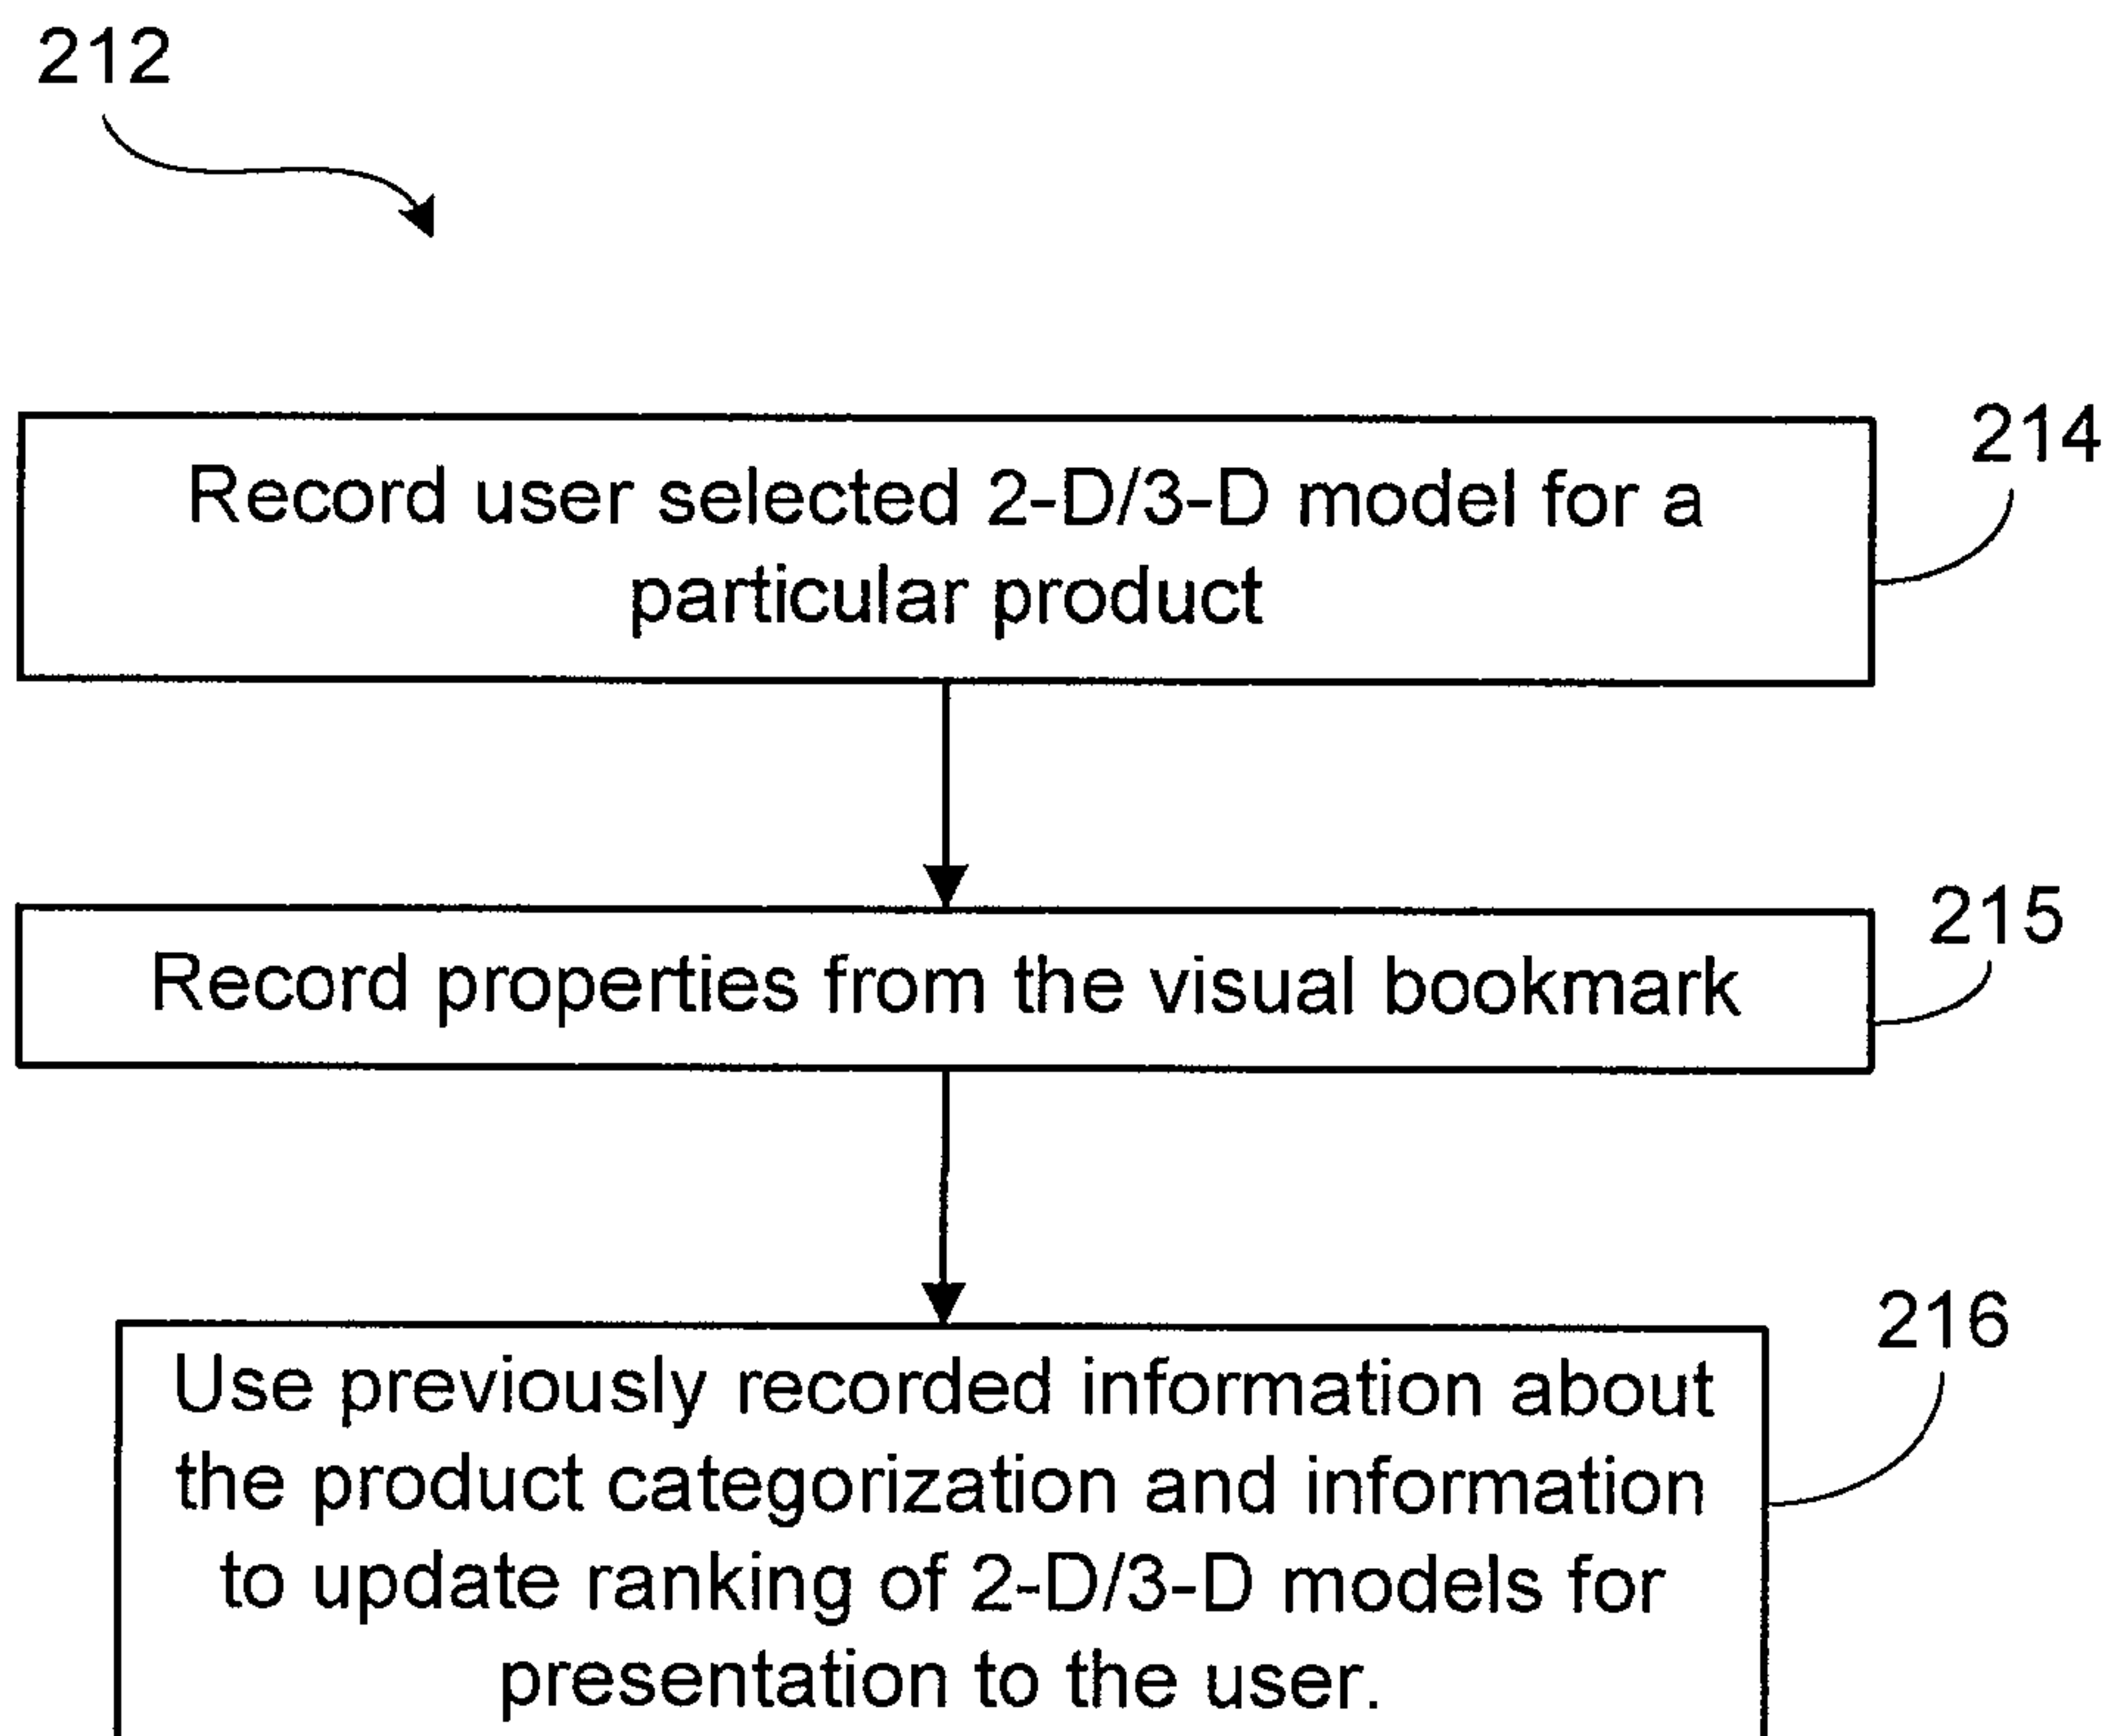 212
214
Record user selected 2-D/3-D model for a
particular product
215
Record properties from the visual bookmark
216
Use previously recorded information about
the product categorization and information
to update ranking of 2-D/3-D models for
presentation to the user.